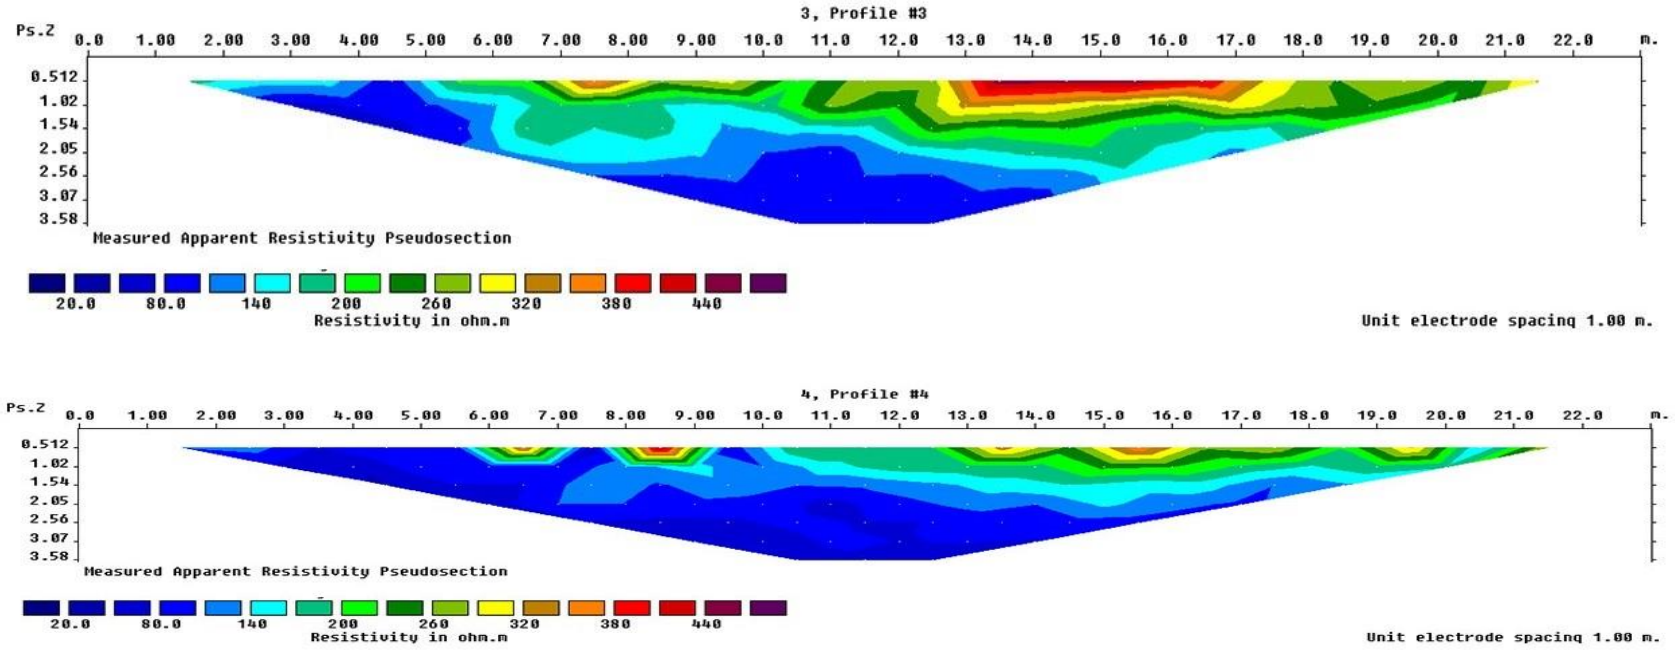 3, Profile #3
Ps.Z 0.0 1.00 2.00 3.00 4.00 5.00 6.00 7.00 8.00 9.00 10.0 11.0 12.0 13.0 14.0 15.0 16.0 17.0 18.0 19.0 20.0 21.0 22.0 m.
0.512
1.02
1.54
2.05
2.56
3.07
3.58
Measured Apparent Resistivity Pseudosection
20.0 80.0 140 200 260 320 380 440
Resistivity in ohm.m
Unit electrode spacing 1.00 m.
4, Profile #4
Ps.Z 0.0 1.00 2.00 3.00 4.00 5.00 6.00 7.00 8.00 9.00 10.0 11.0 12.0 13.0 14.0 15.0 16.0 17.0 18.0 19.0 20.0 21.0 22.0 m.
0.512
1.02
1.54
2.05
2.56
3.07
3.58
Measured Apparent Resistivity Pseudosection
20.0 80.0 140 200 260 320 380 440
Resistivity in ohm.m
Unit electrode spacing 1.00 m.